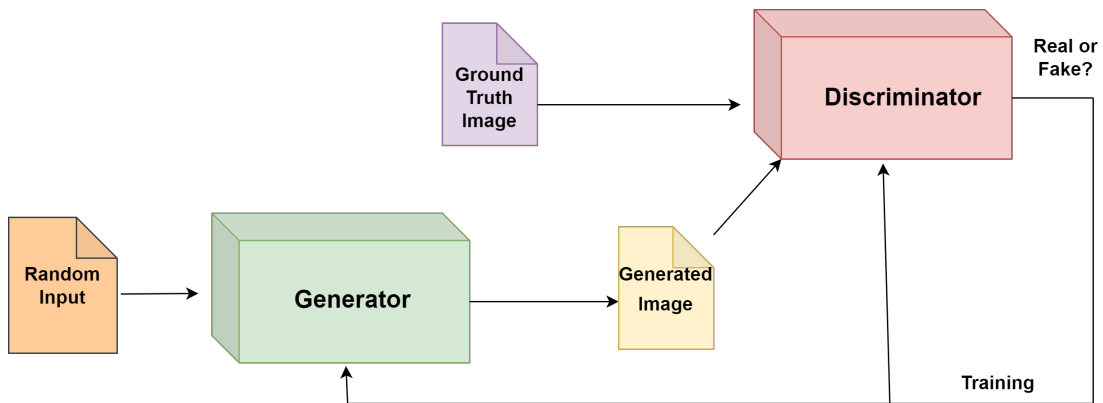 Ground
Truth
Image
Discriminator
Real or
Fake?
Random
Input
Generator
Generated
Image
Training